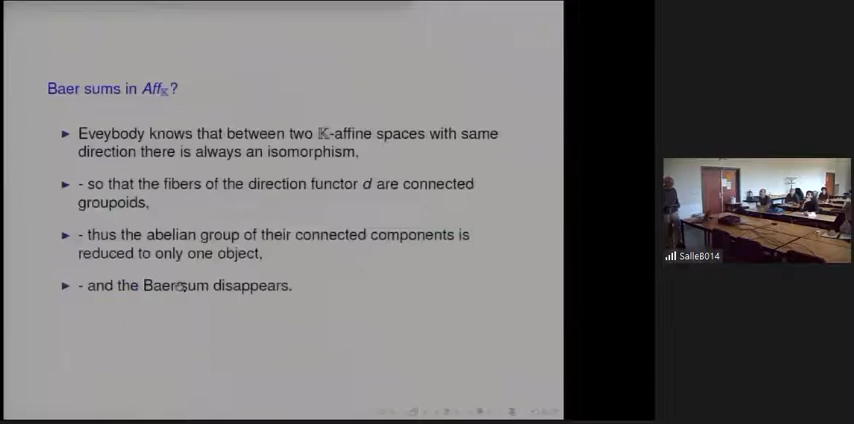 Baer sums in Aff𝕂?
► Eveybody knows that between two 𝕂-affine spaces with same
direction there is always an isomorphism,
► - so that the fibers of the direction functor d are connected
groupoids,
► - thus the abelian group of their connected components is
reduced to only one object,
► - and the Baer sum disappears.
SalleB014